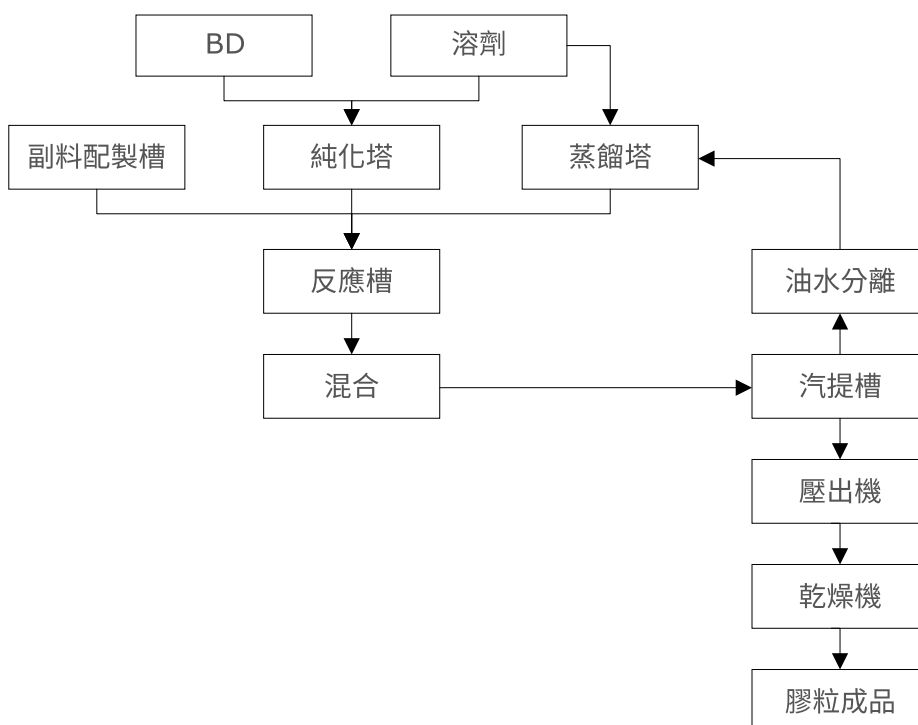 BD
溶劑
副料配製槽
純化塔
蒸餾塔
反應槽
油水分離
混合
汽提槽
壓出機
乾燥機
膠粒成品